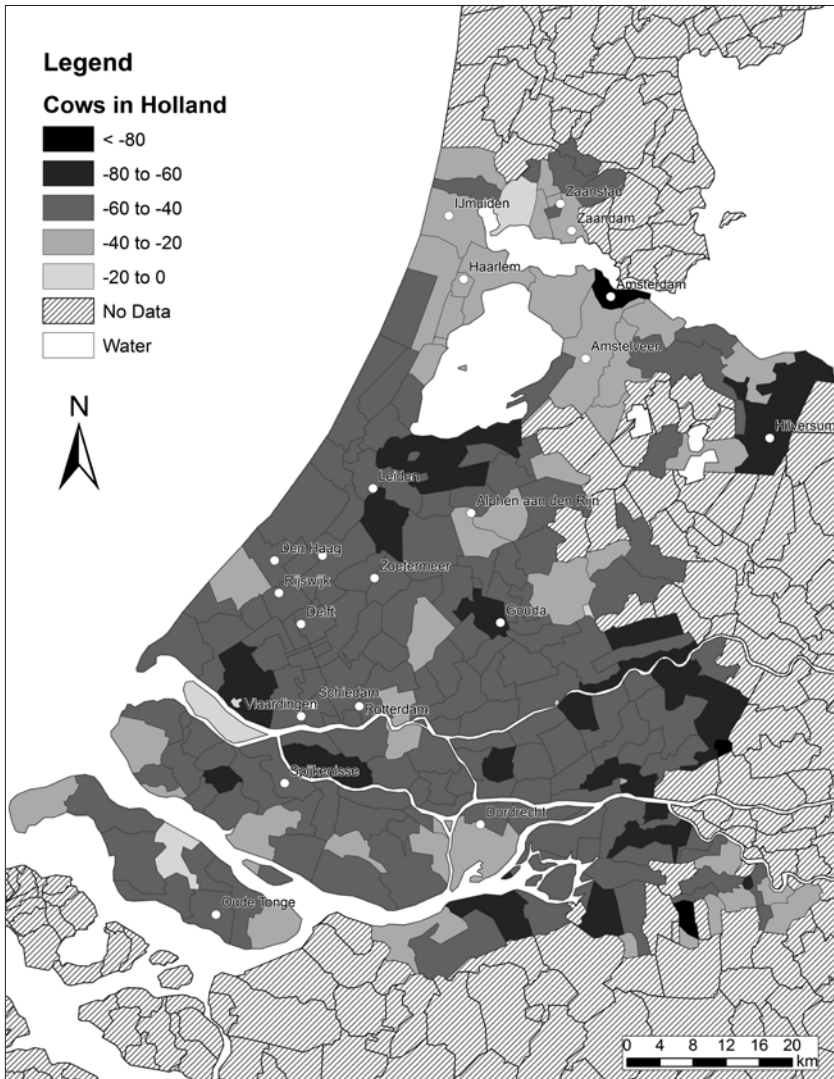 Legend
Cows in Holland
< -80
-80 to -60
-60 to -40
-40 to -20
-20 to 0
No Data
Water
N
Zaanstad
IJmuiden
Zaandam
Haarlem
Amsterdam
Amstelveen
Hilversum
Leiden
Alphen aan den Rijn
Den Haag
Zoetermeer
Rijswijk
Gouda
Delft
Schiedam
Vlaardingen
Rotterdam
Spijkenisse
Dordrecht
Oude Tonge
0 4 8 12 16 20
km